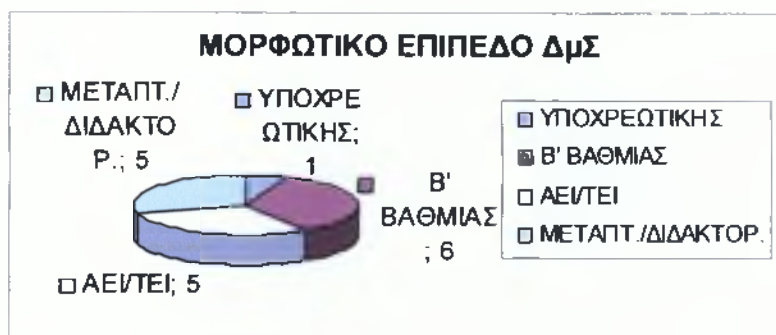 ΜΟΡΦΩΤΙΚΟ ΕΠΙΠΕΔΟ ΔμΣ
ΜΕΤΑΠΤ./
ΔΙΔΑΚΤΟ
Ρ.; 5
ΥΠΟΧΡΕ
ΩΤΙΚΗΣ;
1
Β'
ΒΑΘΜΙΑΣ
; 6
ΑΕΙ/ΤΕΙ; 5
ΥΠΟΧΡΕΩΤΙΚΗΣ
Β' ΒΑΘΜΙΑΣ
ΑΕΙ/ΤΕΙ
ΜΕΤΑΠΤ./ΔΙΔΑΚΤΟΡ.